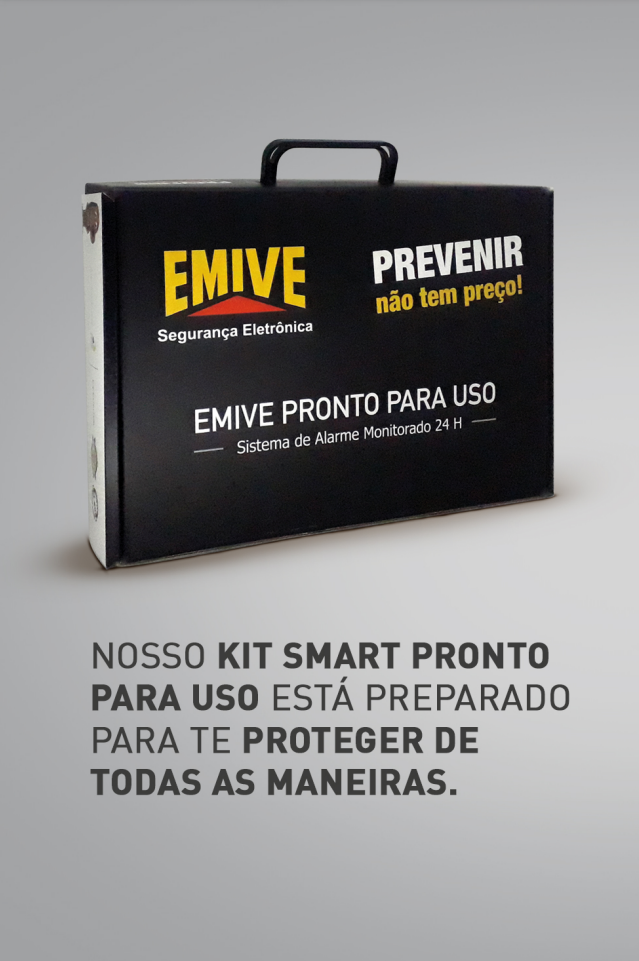 EMIVE
Segurança Eletrônica
PREVENIR
não tem preço!
EMIVE PRONTO PARA USO
Sistema de Alarme Monitorado 24 H
NOSSO KIT SMART PRONTO
PARA USO ESTÁ PREPARADO
PARA TE PROTEGER DE
TODAS AS MANEIRAS.